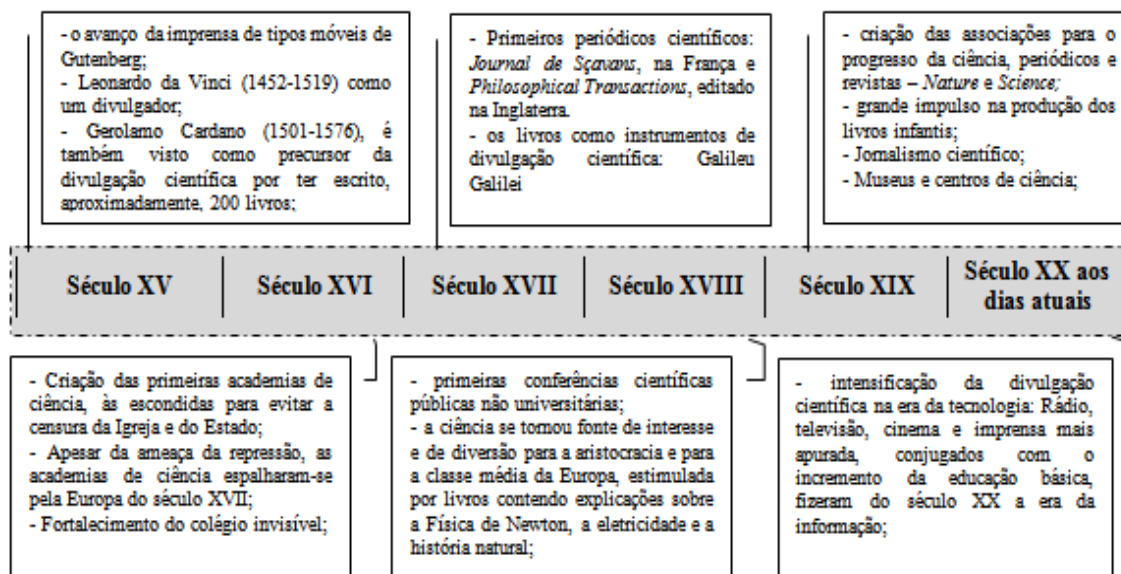 - o avanço da imprensa de tipos móveis de
Gutenberg;
- Leonardo da Vinci (1452-1519) como
um divulgador;
- Gerolamo Cardano (1501-1576), é
também visto como precursor da
divulgação científica por ter escrito,
aproximadamente, 200 livros;
- Primeiros periódicos científicos:
Journal de Sçavans, na França e
Philosophical Transactions, editado
na Inglaterra.
- os livros como instrumentos de
divulgação científica: Galileu
Galilei
- criação das associações para o
progresso da ciência, periódicos e
revistas – Nature e Science;
- grande impulso na produção dos
livros infantis;
- Jornalismo científico;
- Museus e centros de ciência;
Século XV
Século XVI
Século XVII
Século XVIII
Século XIX
Século XX aos
dias atuais
- Criação das primeiras academias de
ciência, às escondidas para evitar a
censura da Igreja e do Estado;
- Apesar da ameaça da repressão, as
academias de ciência espalharam-se
pela Europa do século XVII;
- Fortalecimento do colégio invisível;
- primeiras conferências científicas
públicas não universitárias;
- a ciência se tornou fonte de interesse
e de diversão para a aristocracia e para
a classe média da Europa, estimulada
por livros contendo explicações sobre
a Física de Newton, a eletricidade e a
história natural;
- intensificação da divulgação
científica na era da tecnologia: Rádio,
televisão, cinema e imprensa mais
apurada, conjugados com o
incremento da educação básica,
fizeram do século XX a era da
informação;